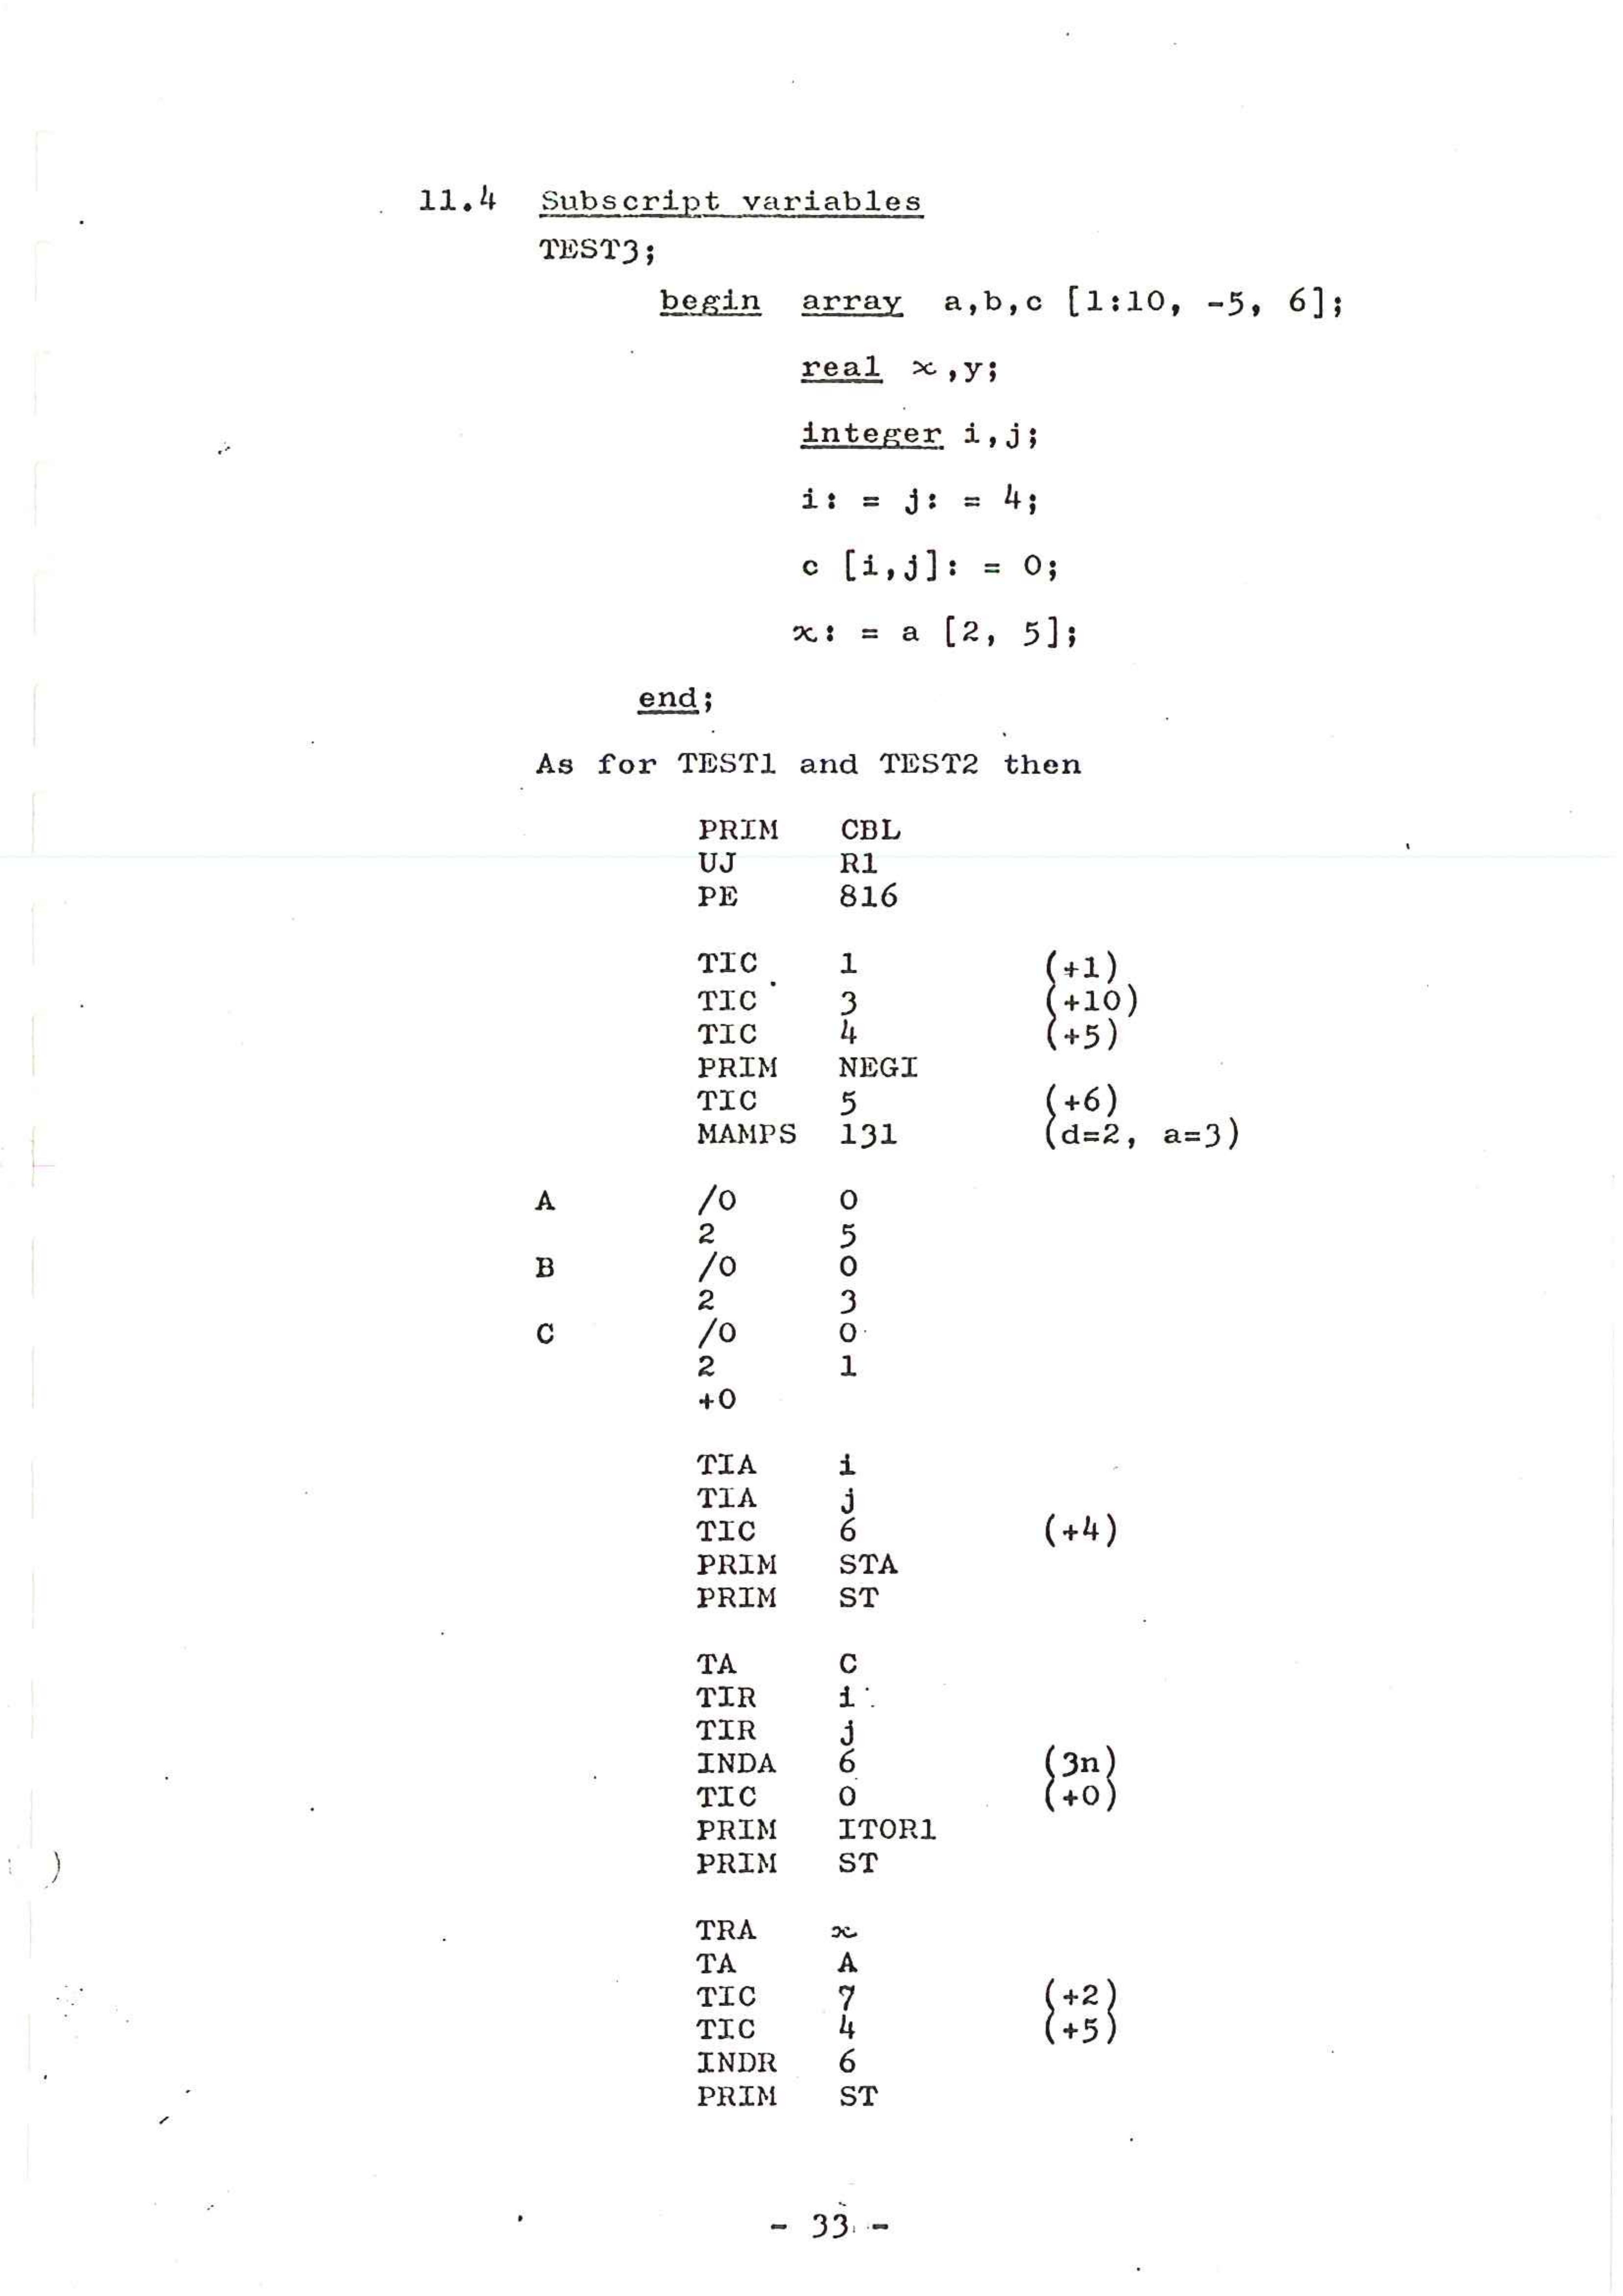 11.4 Subscript variables
TEST3;
begin array a,b,c [1:10, -5, 6];
real x,y;
integer i,j;
i: = j: = 4;
c [i,j]: = 0;
x: = a [2, 5];
end;
As for TEST1 and TEST2 then
PRIM CBL
UJ R1
PE 816
TIC 1 (+1)
TIC 3 (+10)
TIC 4 (+5)
PRIM NEGI
TIC 5 (+6)
MAMPS 131 (d=2, a=3)
A /0 0
2 5
B /0 0
2 3
C /0 0
2 1
+0
TIA i
TIA j
TIC 6 (+4)
PRIM STA
PRIM ST
TA C
TIR i
TIR j
INDA 6 (3n)
TIC 0 (+0)
PRIM ITOR1
PRIM ST
TRA x
TA A
TIC 7 (+2)
TIC 4 (+5)
INDR 6
PRIM ST
- 33 -